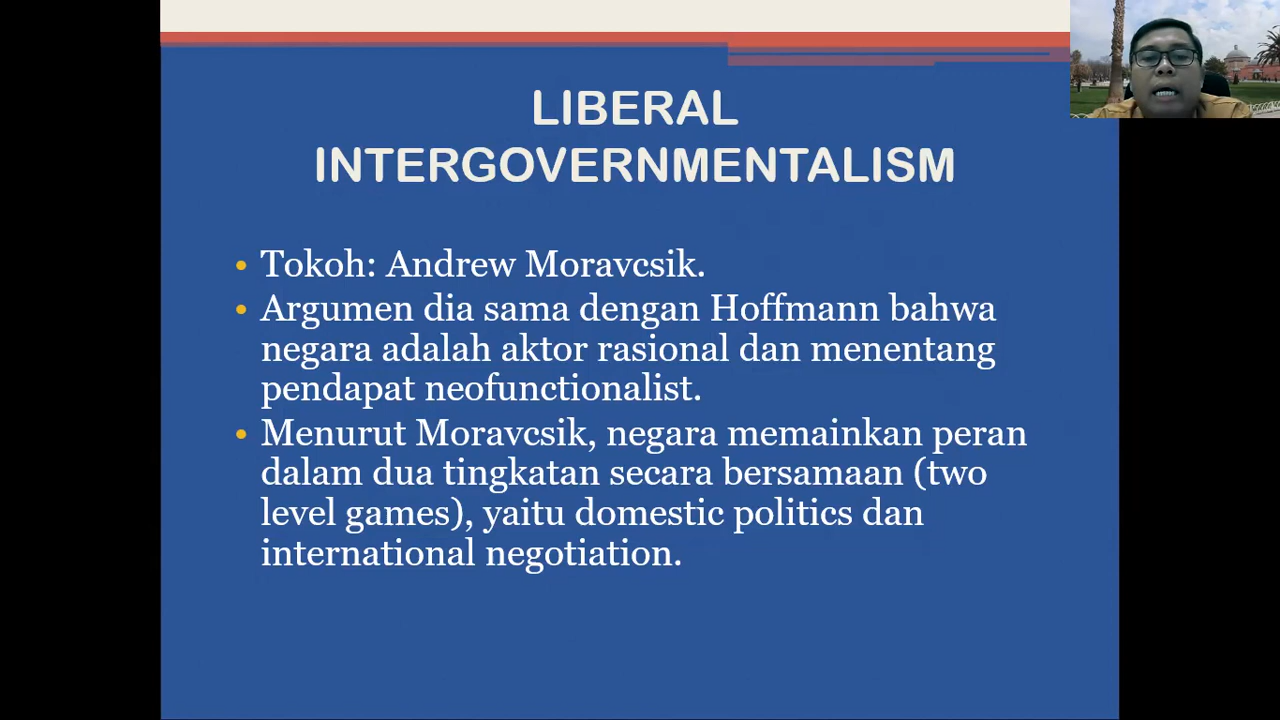 LIBERAL
INTERGOVERNMENTALISM
• Tokoh: Andrew Moravcsik.
• Argumen dia sama dengan Hoffmann bahwa
negara adalah aktor rasional dan menentang
pendapat neofunctionalist.
• Menurut Moravcsik, negara memainkan peran
dalam dua tingkatan secara bersamaan (two
level games), yaitu domestic politics dan
international negotiation.